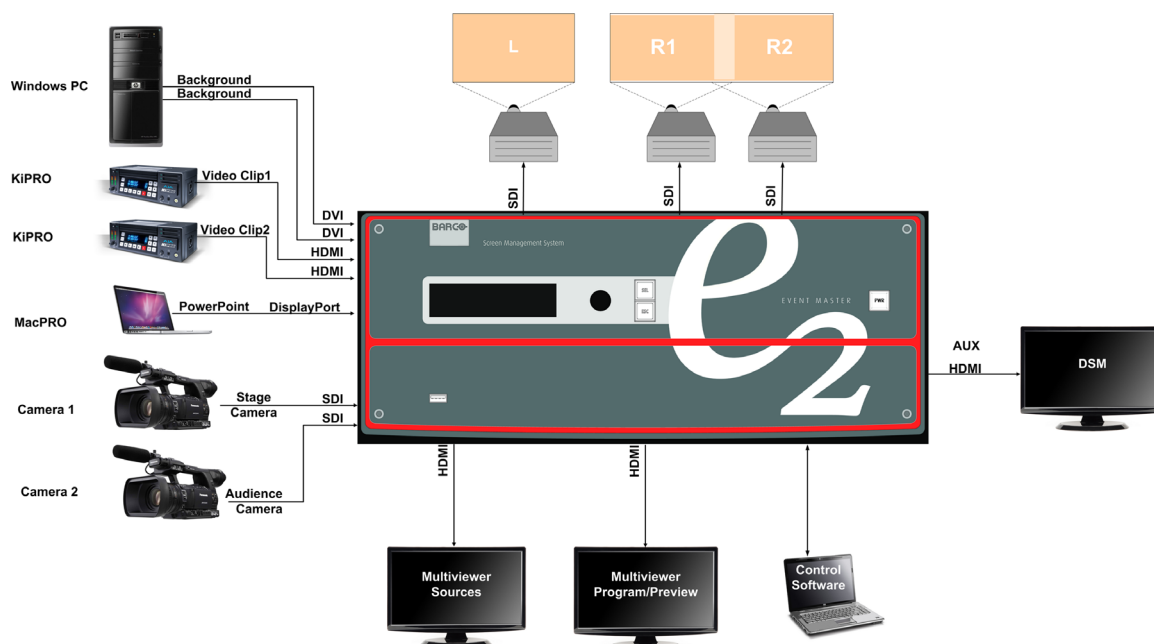 L
R1
R2
Windows PC
Background
Background
KiPRO
Video Clip1
KiPRO
Video Clip2
MacPRO
PowerPoint
DisplayPort
Camera 1
Stage
Camera
Camera 2
Audience
Camera
DVI
DVI
HDMI
HDMI
SDI
SDI
SDI
SDI
SDI
BARCO
Screen Management System
e2
EVENT MASTER
PWR
AUX
HDMI
DSM
HDMI
HDMI
Multiviewer
Sources
Multiviewer
Program/Preview
Control
Software